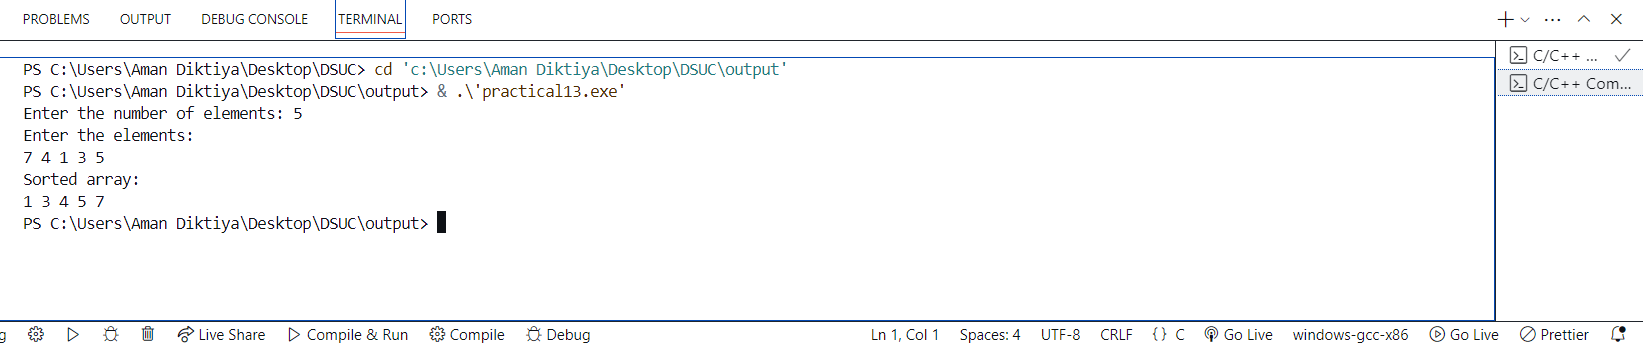 PROBLEMS OUTPUT DEBUG CONSOLE TERMINAL PORTS
PS C:\Users\Aman Diktiya\Desktop\DSUC> cd 'c:\Users\Aman Diktiya\Desktop\DSUC\output'
PS C:\Users\Aman Diktiya\Desktop\DSUC\output> & .\'practical13.exe'
Enter the number of elements: 5
Enter the elements:
7 4 1 3 5
Sorted array:
1 3 4 5 7
PS C:\Users\Aman Diktiya\Desktop\DSUC\output>
C/C++ ...
C/C++ Com...
g Live Share Compile & Run Compile Debug Ln 1, Col 1 Spaces: 4 UTF-8 CRLF {} C Go Live windows-gcc-x86 Go Live Prettier